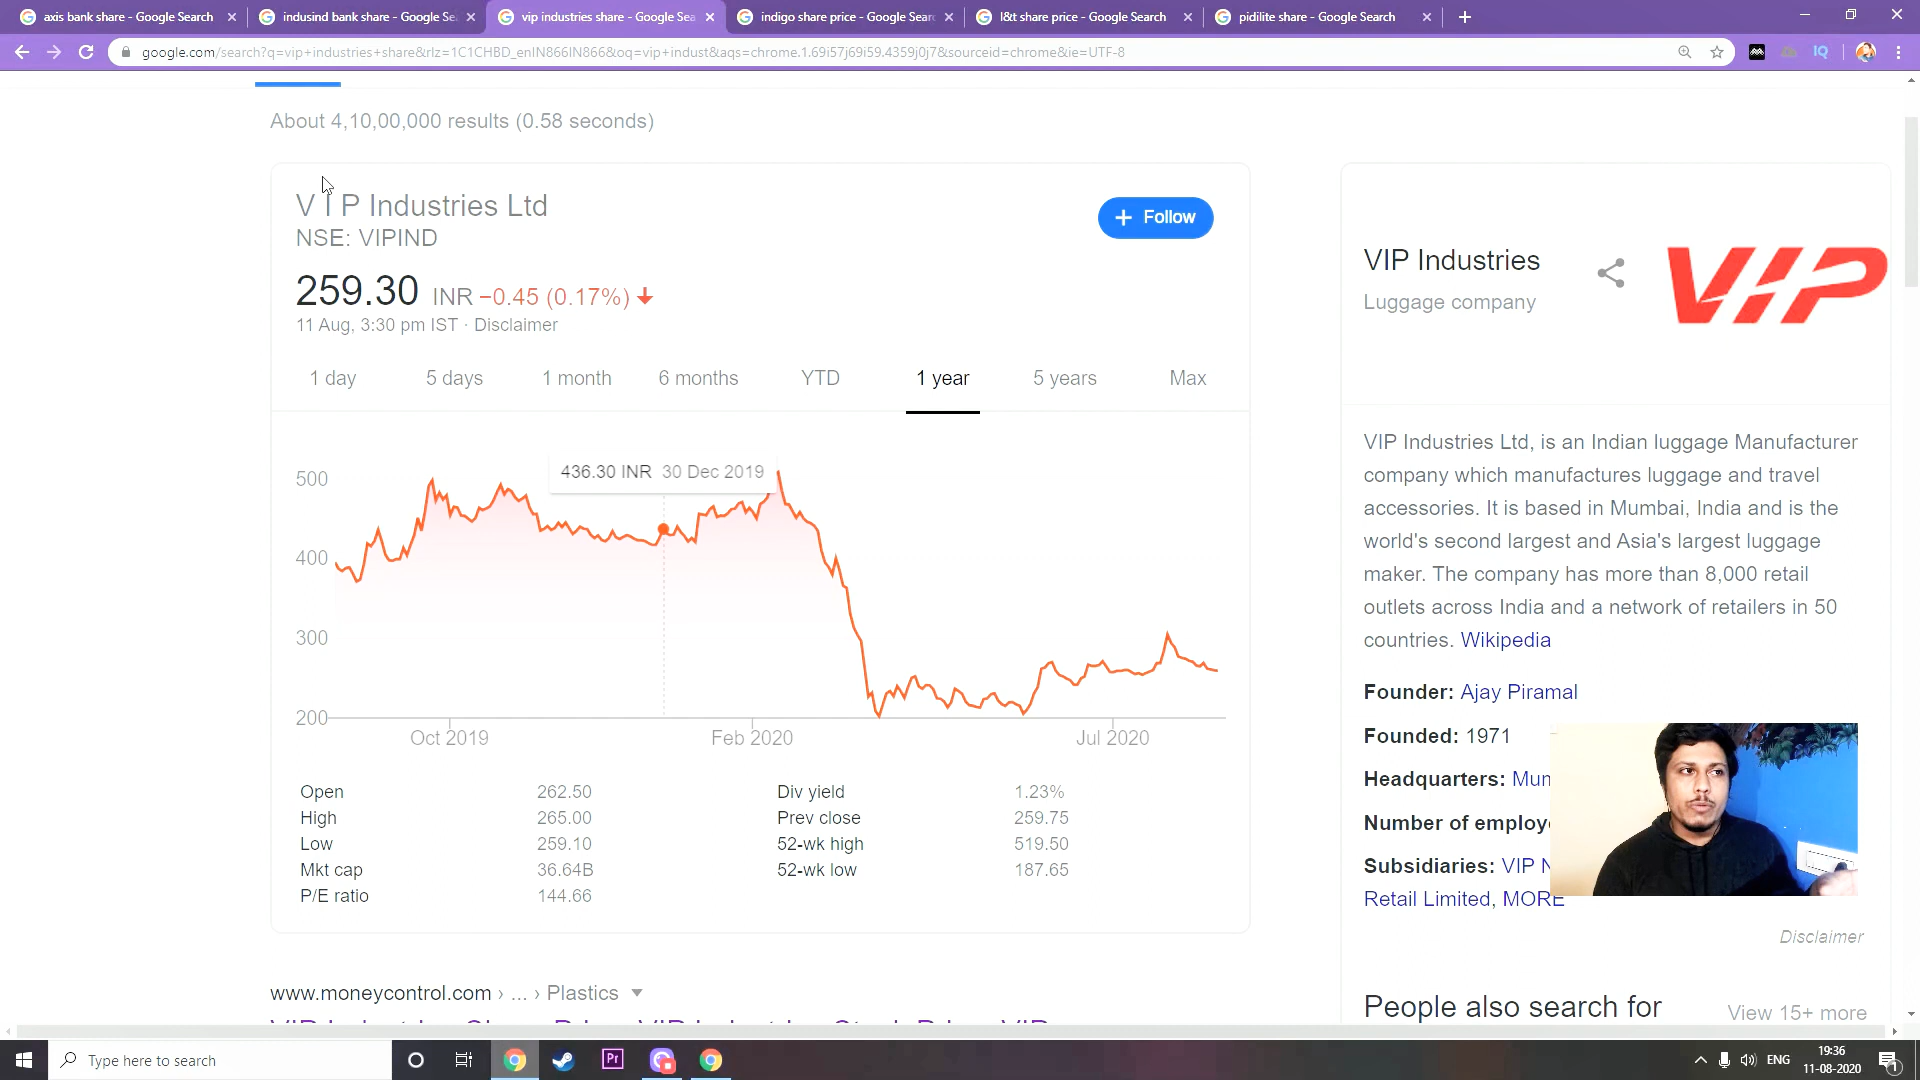 axis bank share - Google Search
indusind bank share - Google Se
vip industries share - Google Sea
indigo share price - Google Searc
l&t share price - Google Search
pidilite share - Google Search
google.com/search?q=vip+industries+share&rlz=1C1CHBD_enIN866IN866&oq=vip+indust&aqs=chrome.1.69i57j69i59.4359j0j7&sourceid=chrome&ie=UTF-8
IQ
About 4,10,00,000 results (0.58 seconds)
V I P Industries Ltd
NSE: VIPIND
Follow
259.30 INR −0.45 (0.17%)
11 Aug, 3:30 pm IST · Disclaimer
1 day 5 days 1 month 6 months YTD 1 year 5 years Max
436.30 INR 30 Dec 2019
500
400
300
200
Oct 2019 Feb 2020 Jul 2020
Open 262.50 Div yield 1.23%
High 265.00 Prev close 259.75
Low 259.10 52-wk high 519.50
Mkt cap 36.64B 52-wk low 187.65
P/E ratio 144.66
www.moneycontrol.com › ... › Plastics
VIP Industries
Luggage company
VIP
VIP Industries Ltd, is an Indian luggage Manufacturer
company which manufactures luggage and travel
accessories. It is based in Mumbai, India and is the
world's second largest and Asia's largest luggage
maker. The company has more than 8,000 retail
outlets across India and a network of retailers in 50
countries. Wikipedia
Founder: Ajay Piramal
Founded: 1971
Headquarters: Mum
Number of employe
Subsidiaries: VIP N
Retail Limited, MORE
Disclaimer
People also search for View 15+ more
Type here to search
Pr
ENG
19:36
11-08-2020
1